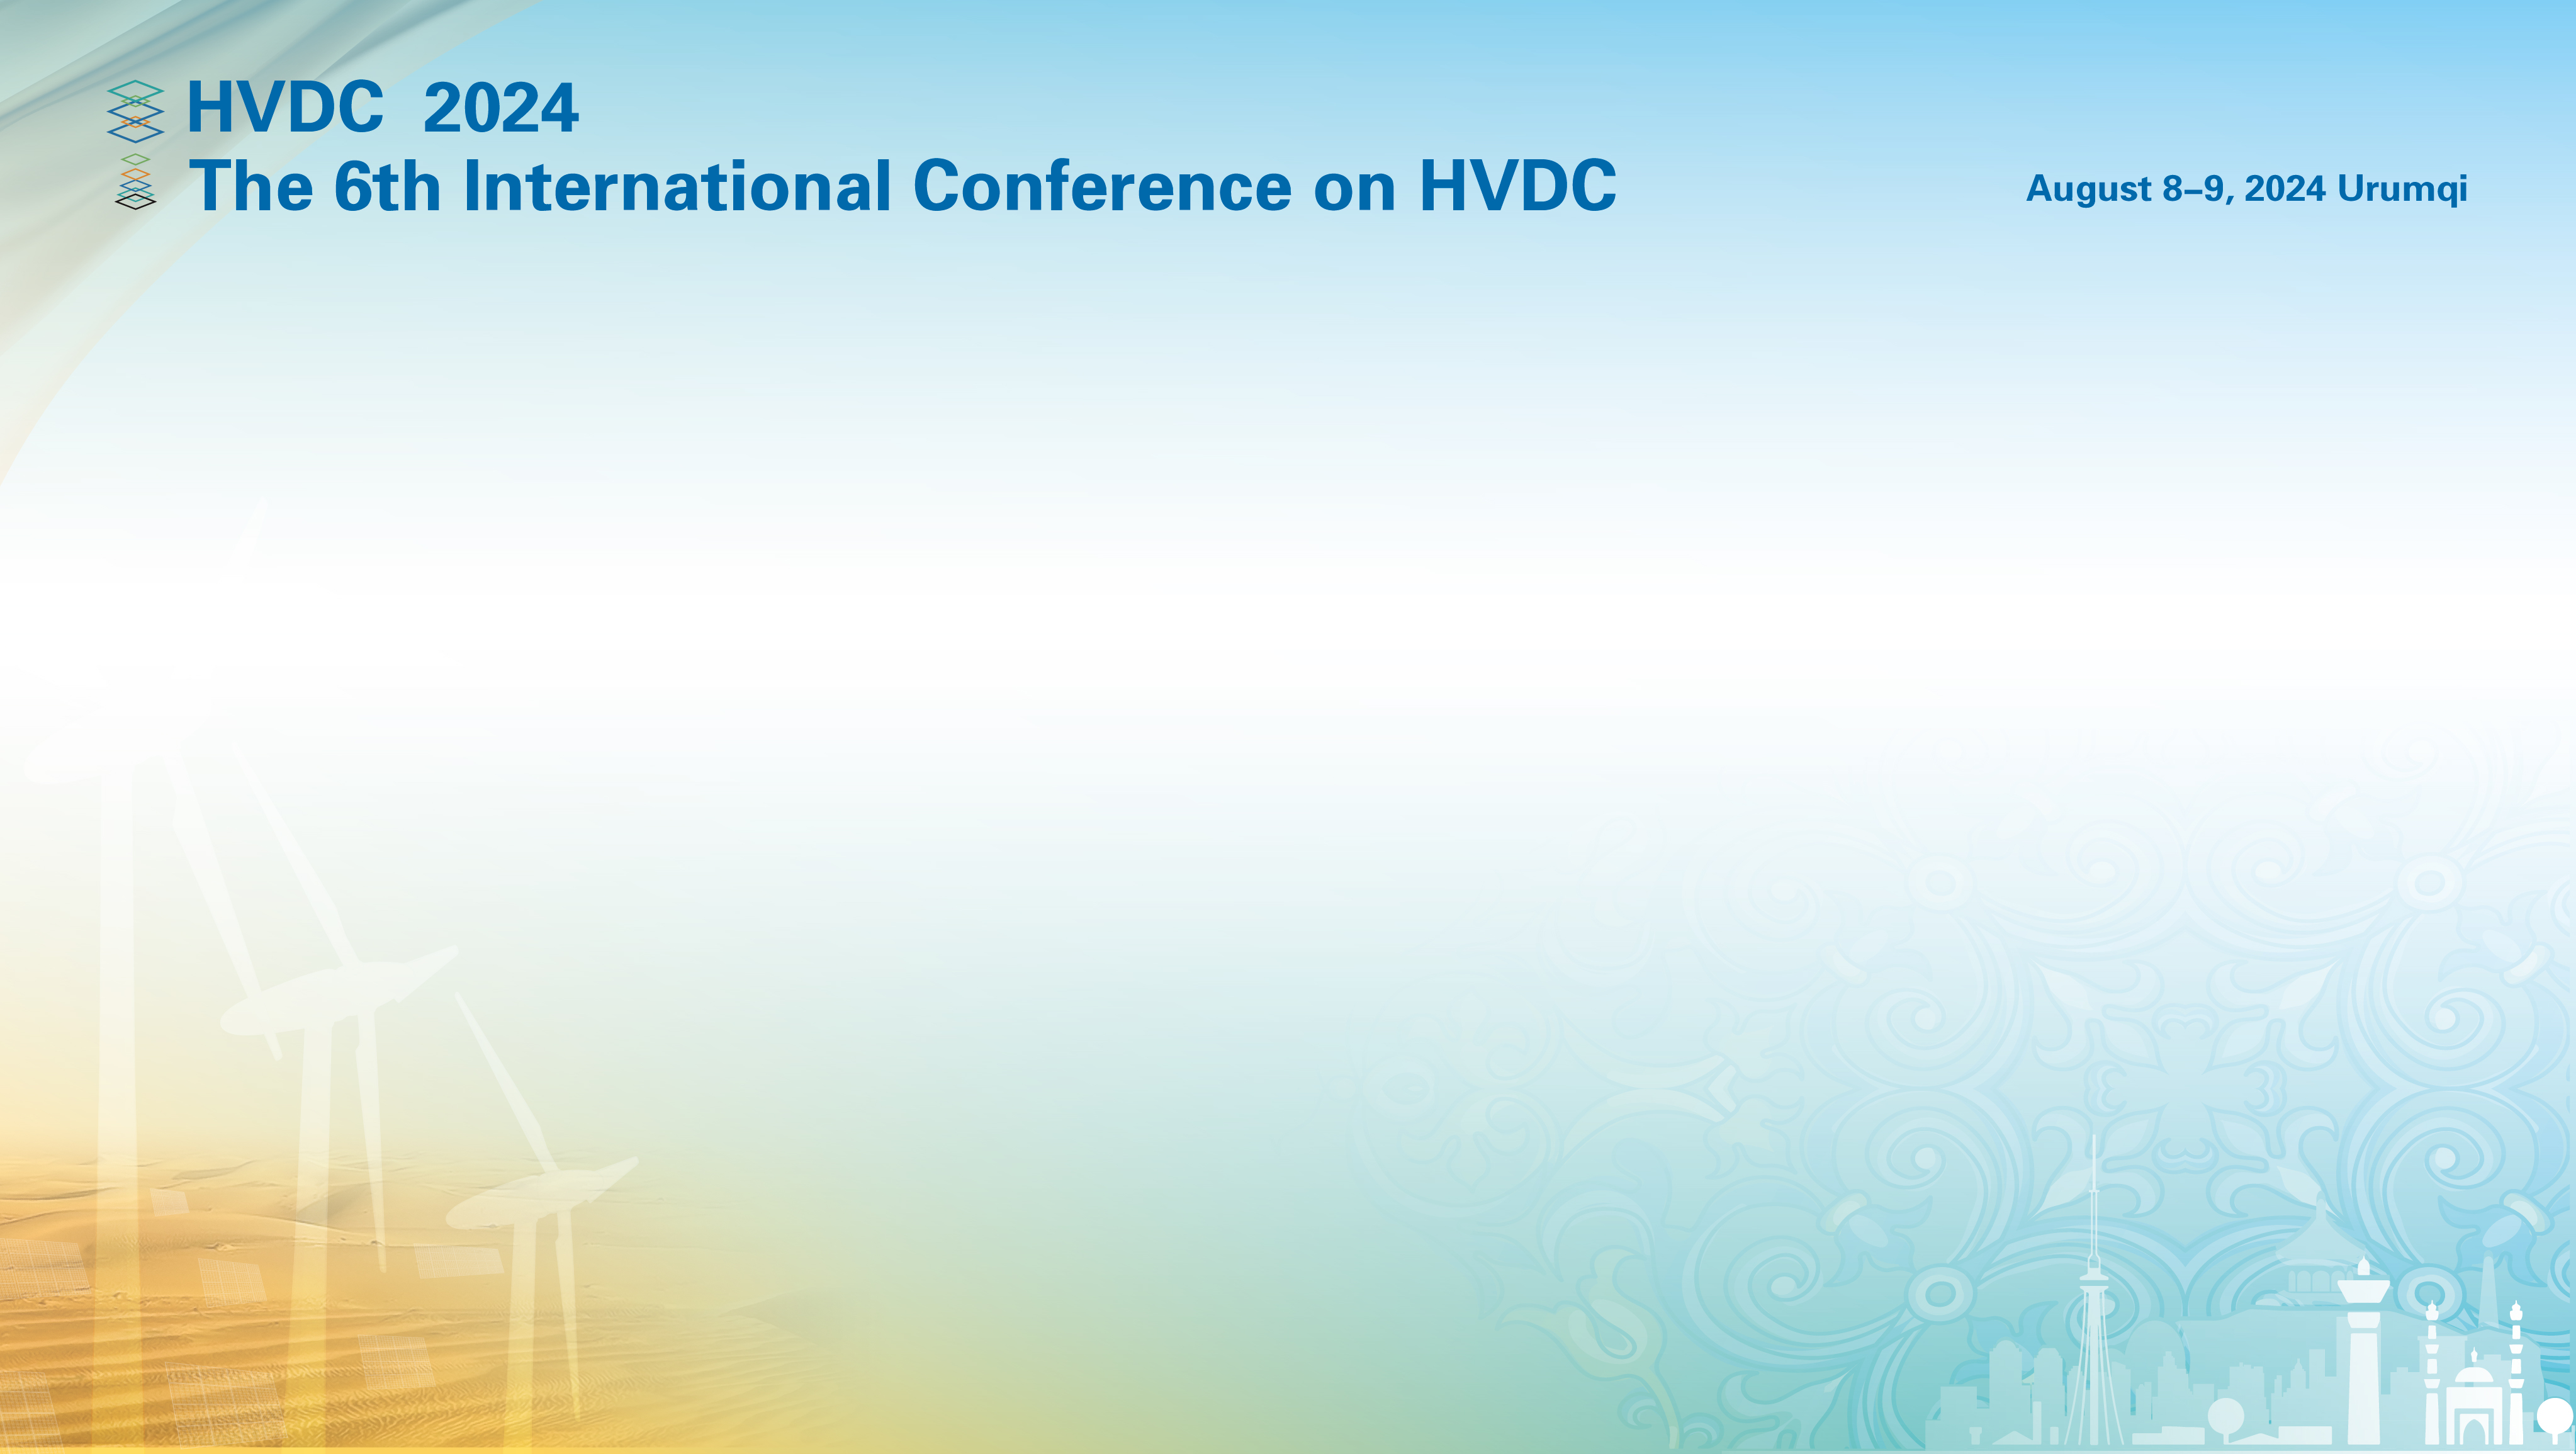 HVDC 2024
The 6th International Conference on HVDC
August 8–9, 2024 Urumqi